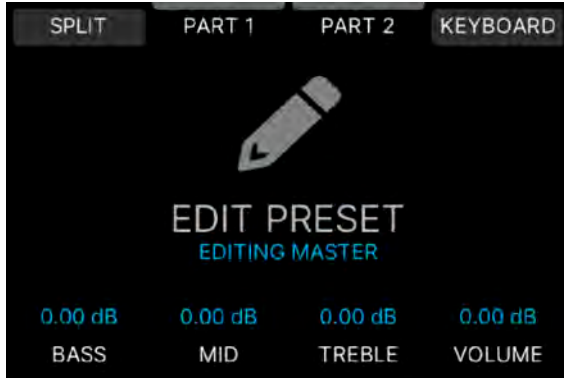 SPLIT PART 1 PART 2 KEYBOARD
EDIT PRESET
EDITING MASTER
0.00 dB 0.00 dB 0.00 dB 0.00 dB
BASS MID TREBLE VOLUME